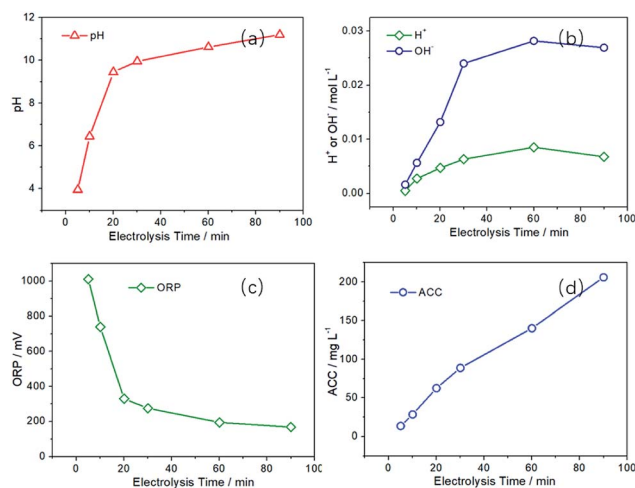 pH
(a)
12
10
8
6
4
pH
0
20
40
60
80
100
Electrolysis Time / min
H⁺
OH⁻
(b)
0.03
0.02
0.01
0.00
H⁺ or OH⁻ / mol L⁻¹
0
20
40
60
80
100
Electrolysis Time / min
ORP
(c)
1000
800
600
400
200
0
ORP / mV
0
20
40
60
80
100
Electrolysis Time / min
ACC
(d)
200
150
100
50
0
ACC / mg L⁻¹
0
20
40
60
80
100
Electrolysis Time / min